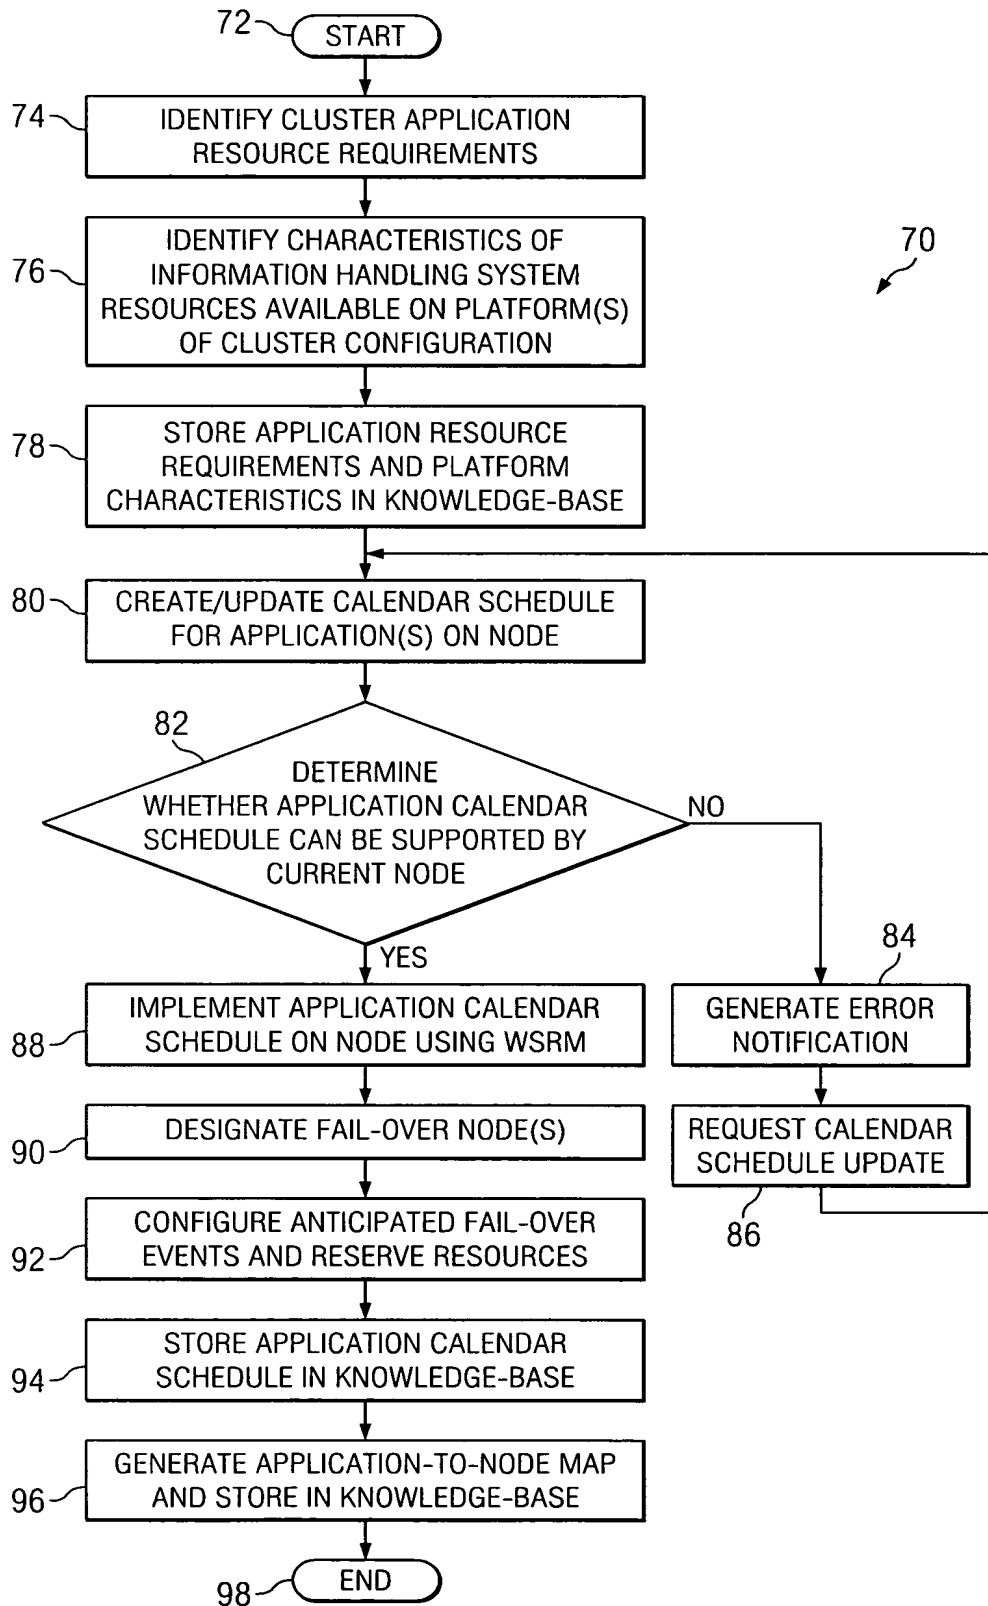 72
START
74
IDENTIFY CLUSTER APPLICATION
RESOURCE REQUIREMENTS
76
IDENTIFY CHARACTERISTICS OF
INFORMATION HANDLING SYSTEM
RESOURCES AVAILABLE ON PLATFORM(S)
OF CLUSTER CONFIGURATION
70
78
STORE APPLICATION RESOURCE
REQUIREMENTS AND PLATFORM
CHARACTERISTICS IN KNOWLEDGE-BASE
80
CREATE/UPDATE CALENDAR SCHEDULE
FOR APPLICATION(S) ON NODE
82
DETERMINE
WHETHER APPLICATION CALENDAR
SCHEDULE CAN BE SUPPORTED BY
CURRENT NODE
NO
YES
84
GENERATE ERROR
NOTIFICATION
REQUEST CALENDAR
SCHEDULE UPDATE
86
88
IMPLEMENT APPLICATION CALENDAR
SCHEDULE ON NODE USING WSRM
90
DESIGNATE FAIL-OVER NODE(S)
92
CONFIGURE ANTICIPATED FAIL-OVER
EVENTS AND RESERVE RESOURCES
94
STORE APPLICATION CALENDAR
SCHEDULE IN KNOWLEDGE-BASE
96
GENERATE APPLICATION-TO-NODE MAP
AND STORE IN KNOWLEDGE-BASE
98
END